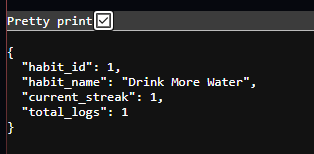 Pretty print
{
  "habit_id": 1,
  "habit_name": "Drink More Water",
  "current_streak": 1,
  "total_logs": 1
}